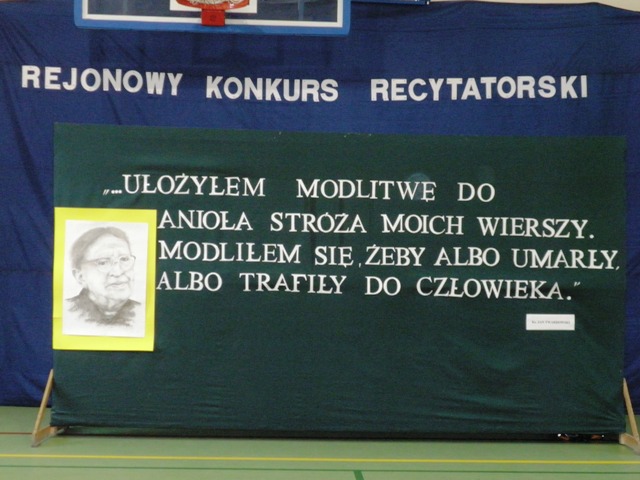 REJONOWY KONKURS RECYTATORSKI
„...UŁOŻYŁEM MODLITWĘ DO
ANIOŁA STRÓŻA MOICH WIERSZY.
MODLIŁEM SIĘ, ŻEBY ALBO UMARŁY,
ALBO TRAFIŁY DO CZŁOWIEKA."